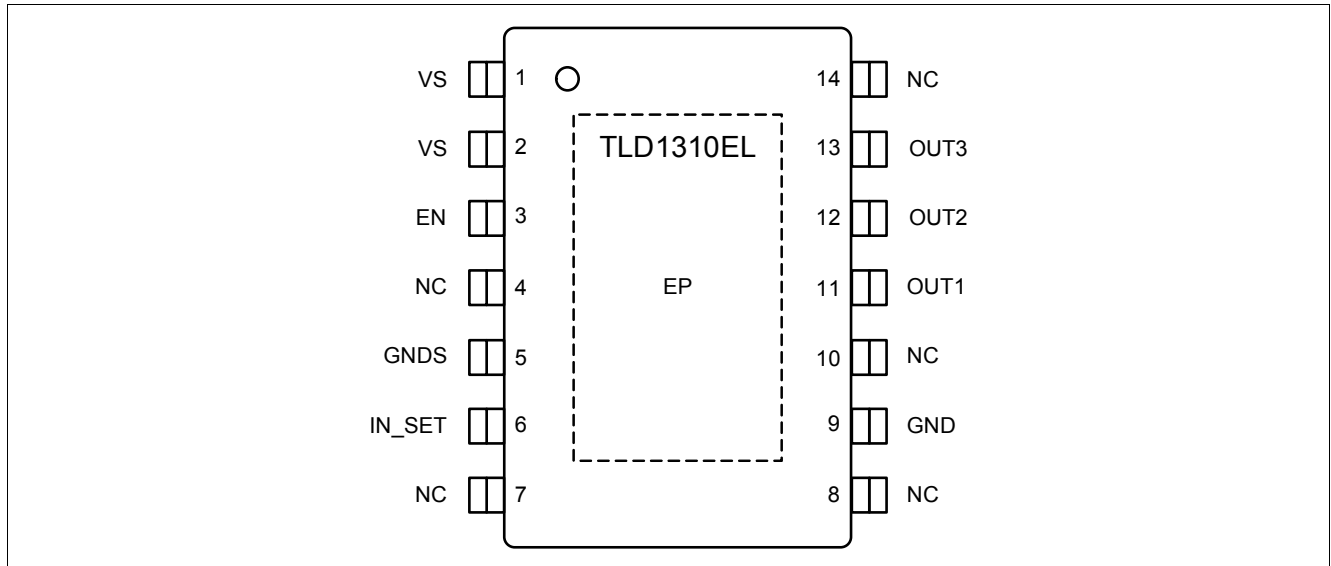 VS 1 14 NC
VS 2 TLD1310EL 13 OUT3
EN 3 12 OUT2
NC 4 EP 11 OUT1
GNDS 5 10 NC
IN_SET 6 9 GND
NC 7 8 NC